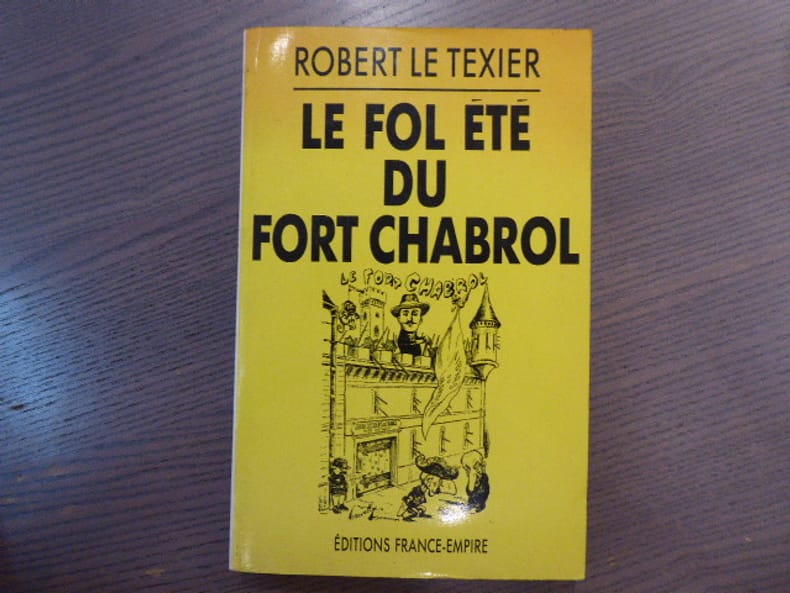 ROBERT LE TEXIER
LE FOL ÉTÉ
DU
FORT CHABROL
LE FORT CHABROL
ÉDITIONS FRANCE-EMPIRE